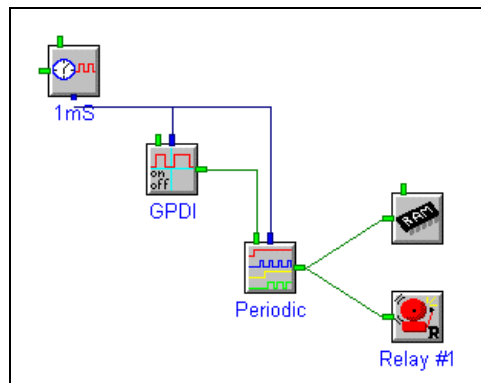 1mS
on
off
GPDI
RAM
Periodic
R
Relay #1